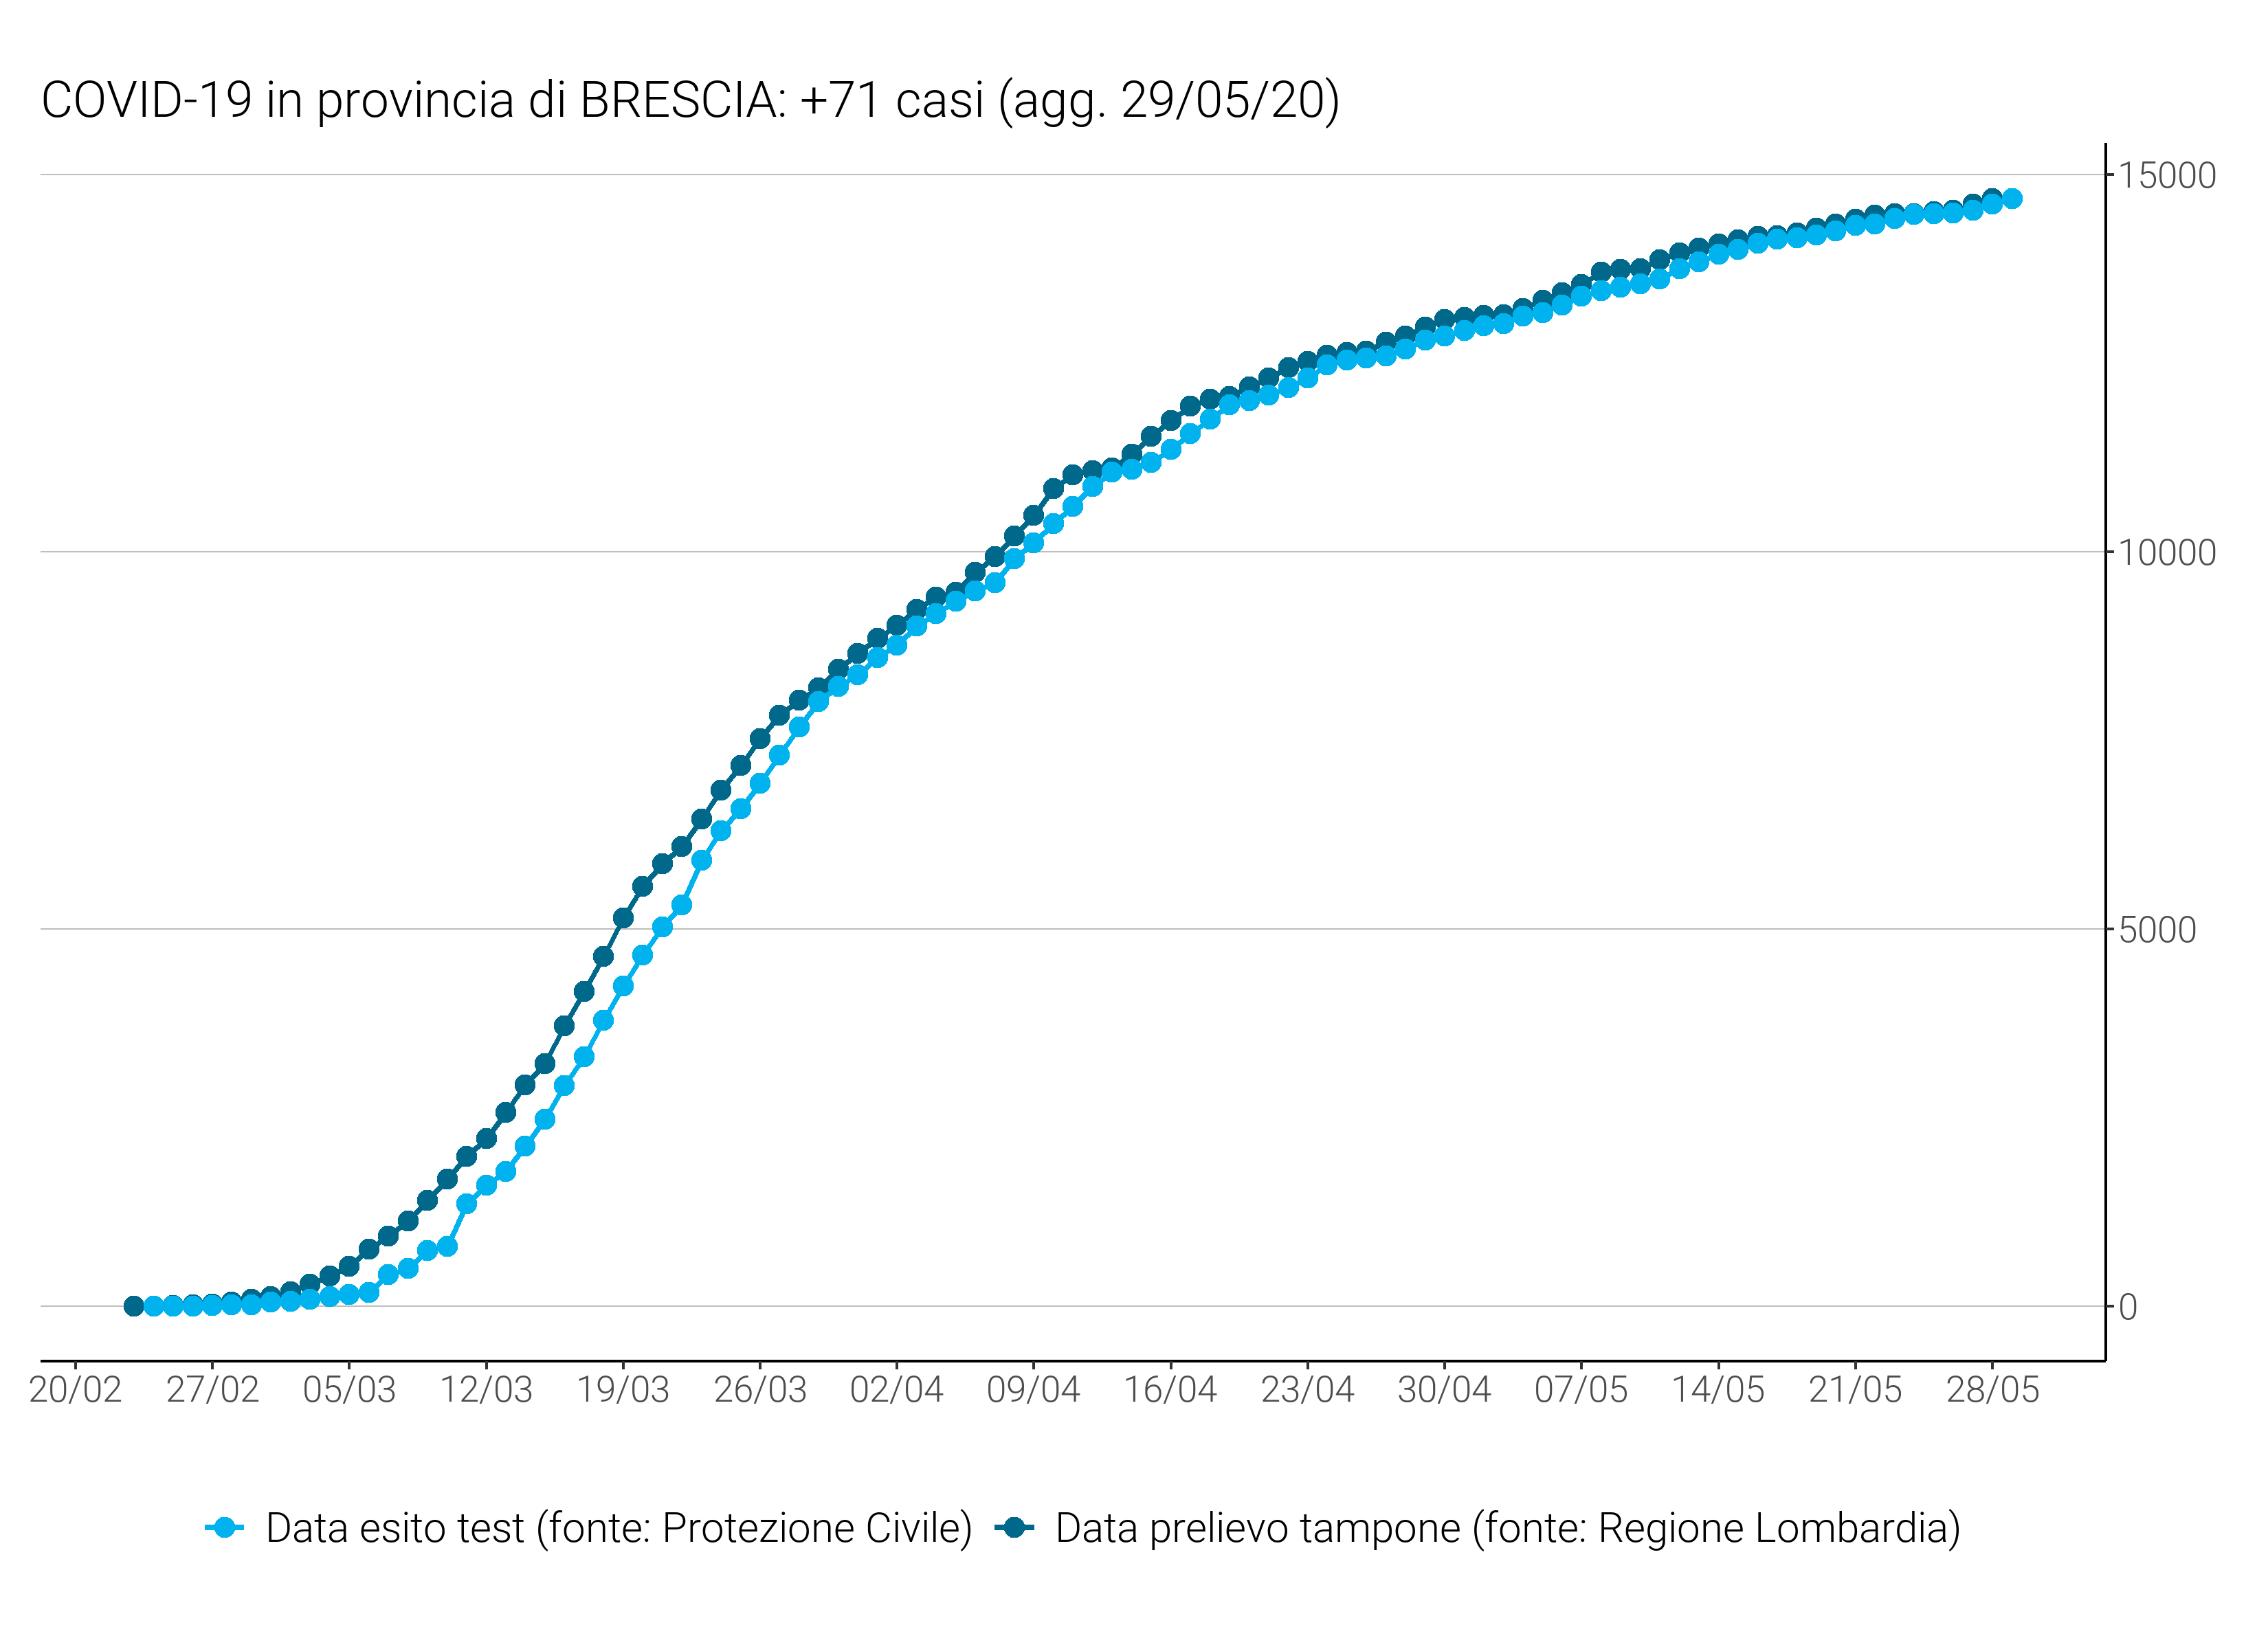 COVID-19 in provincia di BRESCIA: +71 casi (agg. 29/05/20)
15000
10000
5000
0
20/02 27/02 05/03 12/03 19/03 26/03 02/04 09/04 16/04 23/04 30/04 07/05 14/05 21/05 28/05
Data esito test (fonte: Protezione Civile) Data prelievo tampone (fonte: Regione Lombardia)